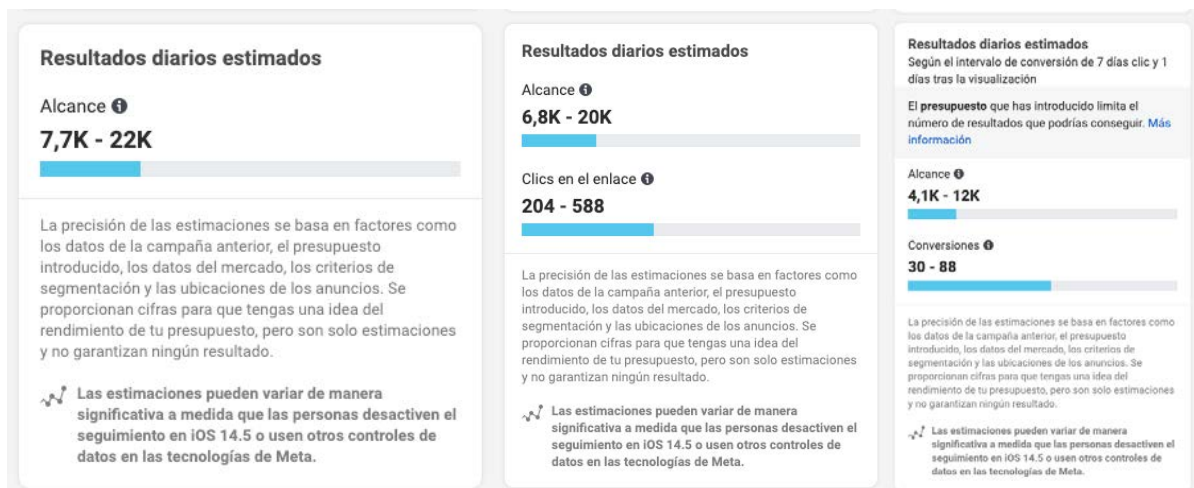 Resultados diarios estimados
Alcance
7,7K - 22K
La precisión de las estimaciones se basa en factores como
los datos de la campaña anterior, el presupuesto
introducido, los datos del mercado, los criterios de
segmentación y las ubicaciones de los anuncios. Se
proporcionan cifras para que tengas una idea del
rendimiento de tu presupuesto, pero son solo estimaciones
y no garantizan ningún resultado.
Las estimaciones pueden variar de manera
significativa a medida que las personas desactiven el
seguimiento en iOS 14.5 o usen otros controles de
datos en las tecnologías de Meta.
Resultados diarios estimados
Alcance
6,8K - 20K
Clics en el enlace
204 - 588
La precisión de las estimaciones se basa en factores como
los datos de la campaña anterior, el presupuesto
introducido, los datos del mercado, los criterios de
segmentación y las ubicaciones de los anuncios. Se
proporcionan cifras para que tengas una idea del
rendimiento de tu presupuesto, pero son solo estimaciones
y no garantizan ningún resultado.
Las estimaciones pueden variar de manera
significativa a medida que las personas desactiven el
seguimiento en iOS 14.5 o usen otros controles de
datos en las tecnologías de Meta.
Resultados diarios estimados
Según el intervalo de conversión de 7 días clic y 1
días tras la visualización
El presupuesto que has introducido limita el
número de resultados que podrías conseguir. Más
información
Alcance
4,1K - 12K
Conversiones
30 - 88
La precisión de las estimaciones se basa en factores como
los datos de la campaña anterior, el presupuesto
introducido, los datos del mercado, los criterios de
segmentación y las ubicaciones de los anuncios. Se
proporcionan cifras para que tengas una idea del
rendimiento de tu presupuesto, pero son solo estimaciones
y no garantizan ningún resultado.
Las estimaciones pueden variar de manera
significativa a medida que las personas desactiven el
seguimiento en iOS 14.5 o usen otros controles de
datos en las tecnologías de Meta.